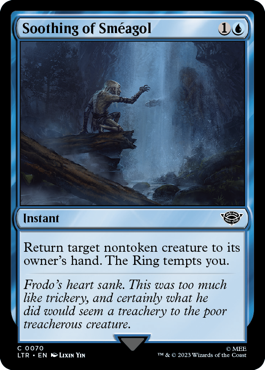 Soothing of Sméagol 1
Instant
Return target nontoken creature to its
owner's hand. The Ring tempts you.
Frodo's heart sank. This was too much
like trickery, and certainly what he
did would seem a treachery to the poor
treacherous creature.
C 0070
LTR • EN LIXIN YIN
© MEE
™ & © 2023 Wizards of the Coast